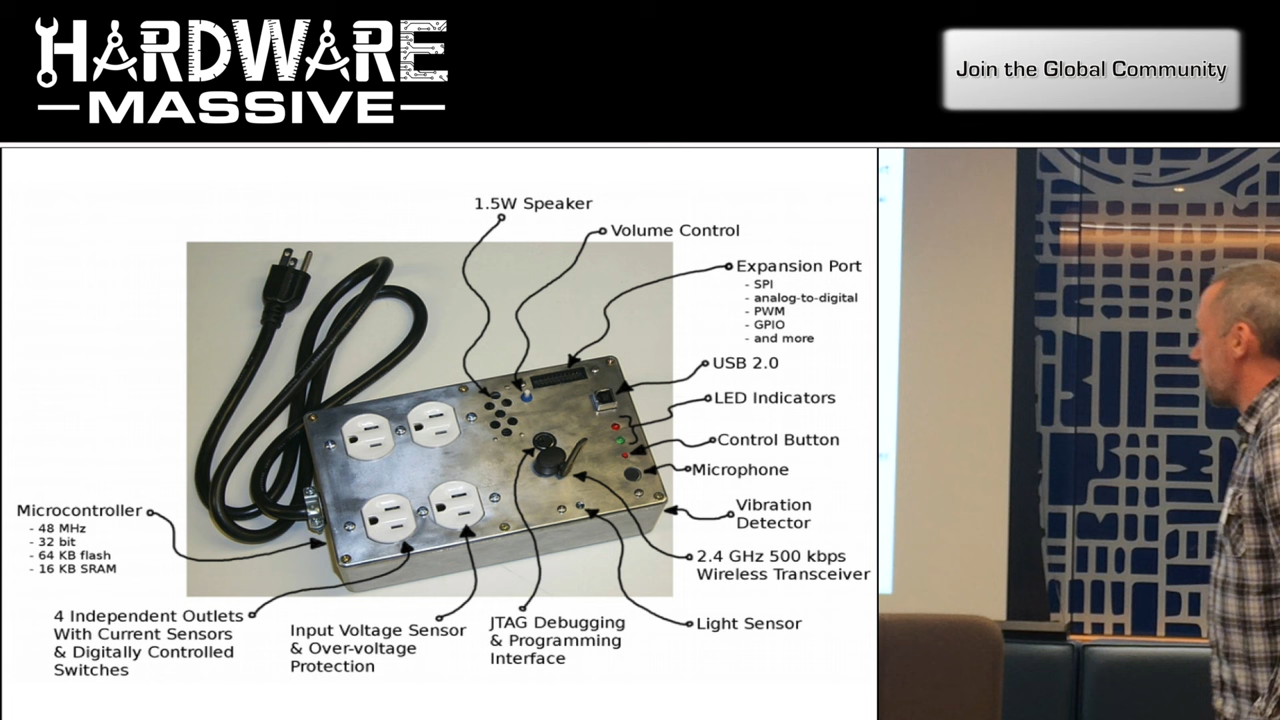 HARDWARE
MASSIVE
Join the Global Community
1.5W Speaker
Volume Control
Expansion Port
- SPI
- analog-to-digital
- PWM
- GPIO
- and more
USB 2.0
LED Indicators
Control Button
Microphone
Vibration
Detector
2.4 GHz 500 kbps
Wireless Transceiver
Light Sensor
JTAG Debugging
& Programming
Interface
Input Voltage Sensor
& Over-voltage
Protection
4 Independent Outlets
With Current Sensors
& Digitally Controlled
Switches
Microcontroller
- 48 MHz
- 32 bit
- 64 KB flash
- 16 KB SRAM